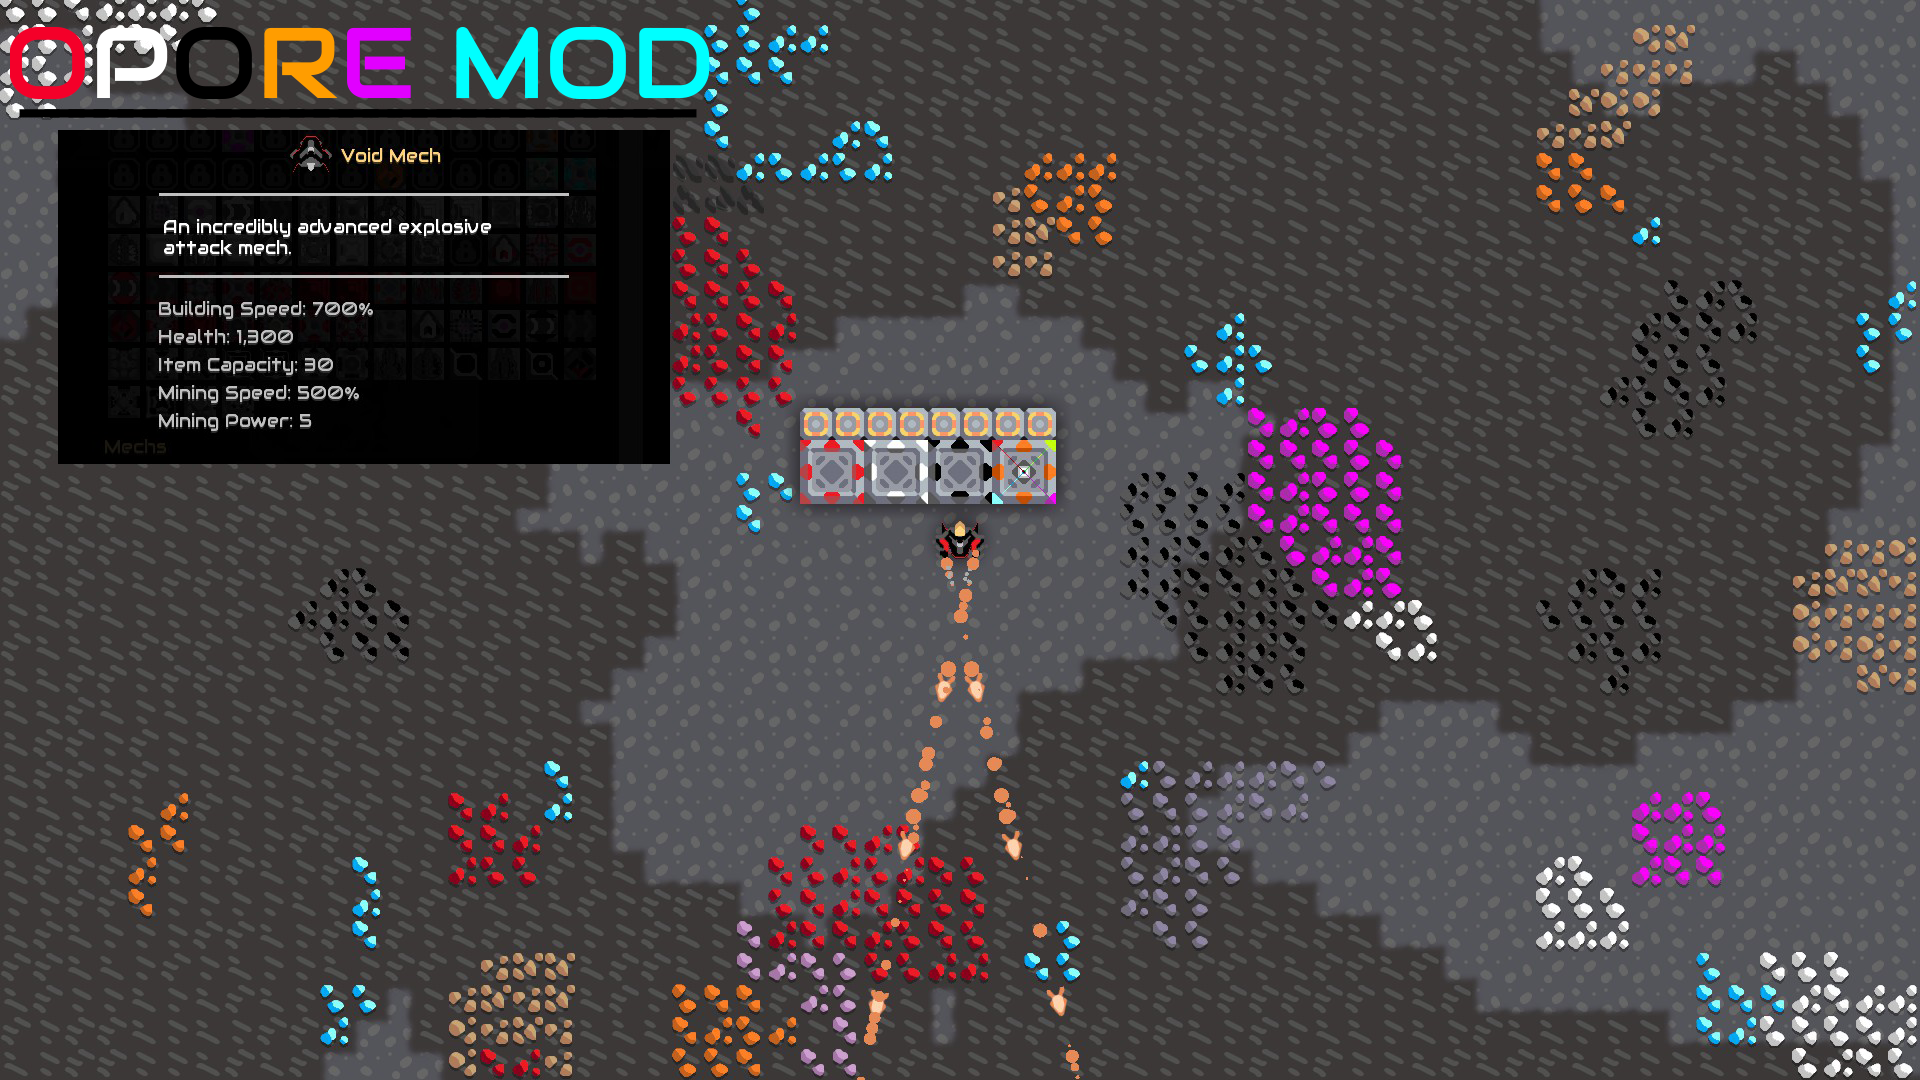 OPORE MOD
Void Mech
An incredibly advanced explosive
attack mech.
Building Speed: 700%
Health: 1,300
Item Capacity: 30
Mining Speed: 500%
Mining Power: 5
Mechs